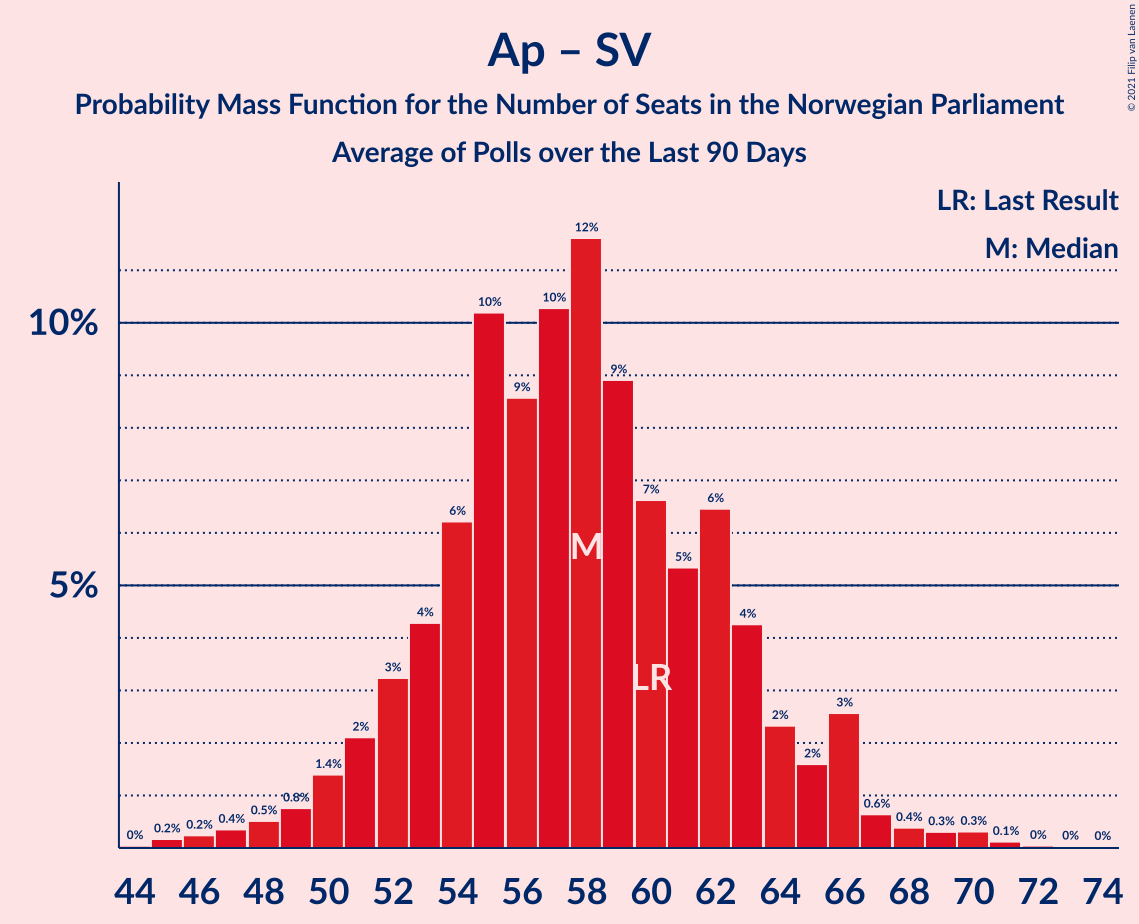 Ap – SV
Probability Mass Function for the Number of Seats in the Norwegian Parliament
Average of Polls over the Last 90 Days
© 2021 Filip van Laenen
LR: Last Result
M: Median
10%
5%
0% 0.2% 0.2% 0.4% 0.5% 0.8% 1.4% 2% 3% 4% 6% 10% 9% 10% 12% 9% 7% 5% 6% 4% 2% 2% 3% 0.6% 0.4% 0.3% 0.3% 0.1% 0% 0% 0%
M
LR
44 46 48 50 52 54 56 58 60 62 64 66 68 70 72 74